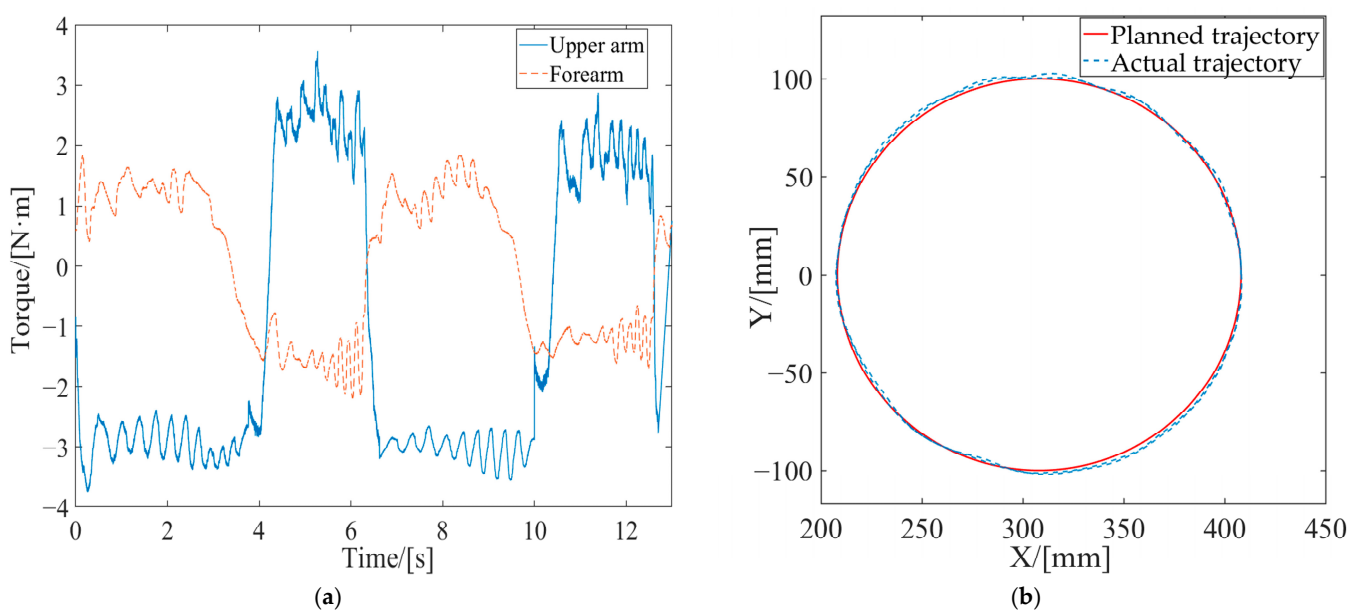 4
3
2
1
0
−1
−2
−3
−4
Torque/[N·m]
Upper arm
Forearm
0
2
4
6
8
10
12
Time/[s]
(a)
100
50
0
−50
−100
Y/[mm]
Planned trajectory
Actual trajectory
200
250
300
350
400
450
X/[mm]
(b)